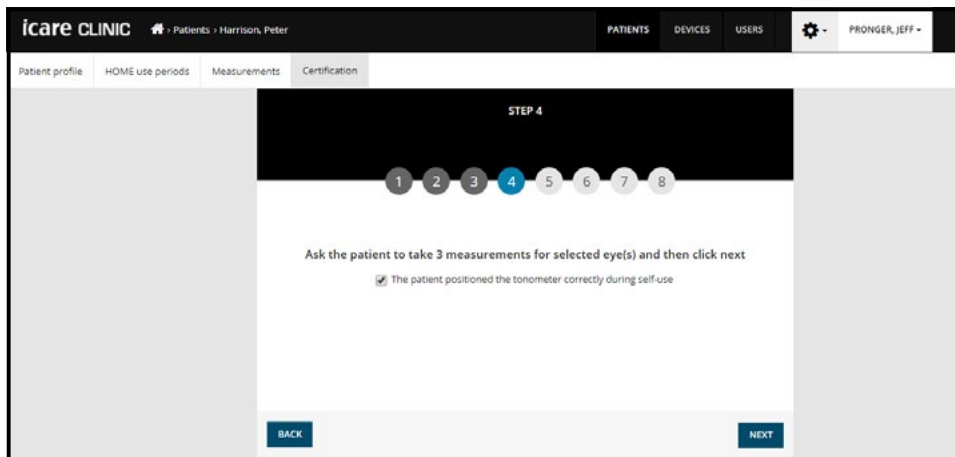 icare CLINIC › Patients › Harrison, Peter PATIENTS DEVICES USERS PRONGER, JEFF
Patient profile HOME use periods Measurements Certification
STEP 4
1 2 3 4 5 6 7 8
Ask the patient to take 3 measurements for selected eye(s) and then click next
The patient positioned the tonometer correctly during self-use
BACK NEXT